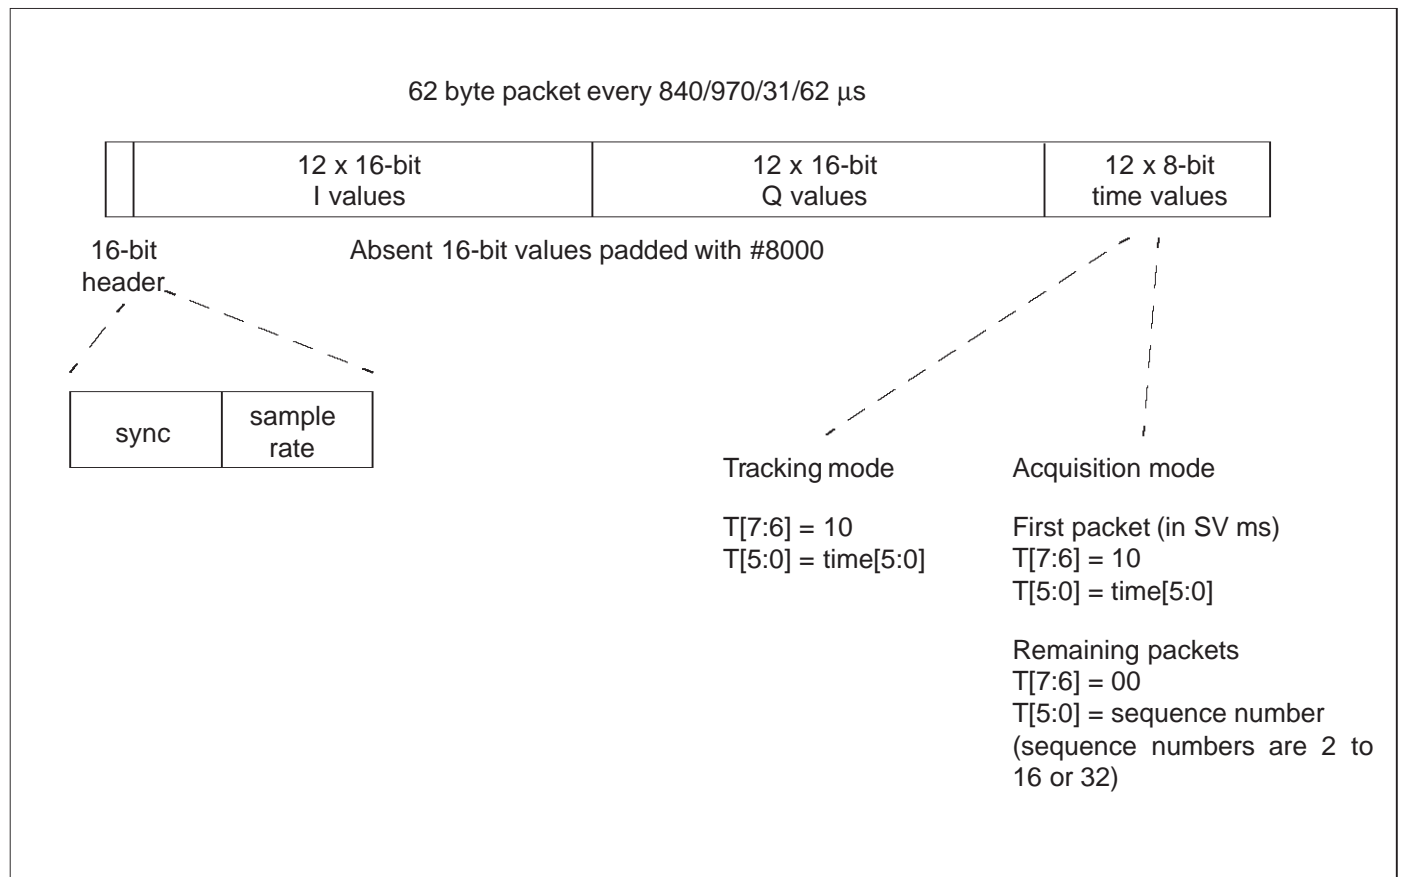 62 byte packet every 840/970/31/62 μs
12 x 16-bit
I values
12 x 16-bit
Q values
12 x 8-bit
time values
16-bit
header
Absent 16-bit values padded with #8000
sync
sample
rate
Tracking mode
T[7:6] = 10
T[5:0] = time[5:0]
Acquisition mode
First packet (in SV ms)
T[7:6] = 10
T[5:0] = time[5:0]
Remaining packets
T[7:6] = 00
T[5:0] = sequence number
(sequence numbers are 2 to
16 or 32)